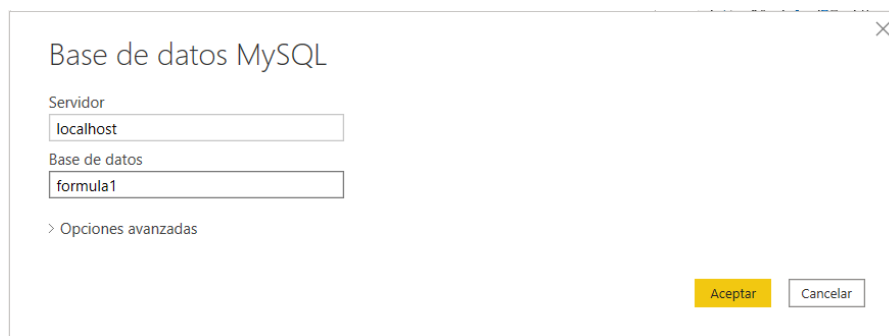 Base de datos MySQL
Servidor
localhost
Base de datos
formula1
Opciones avanzadas
Aceptar Cancelar